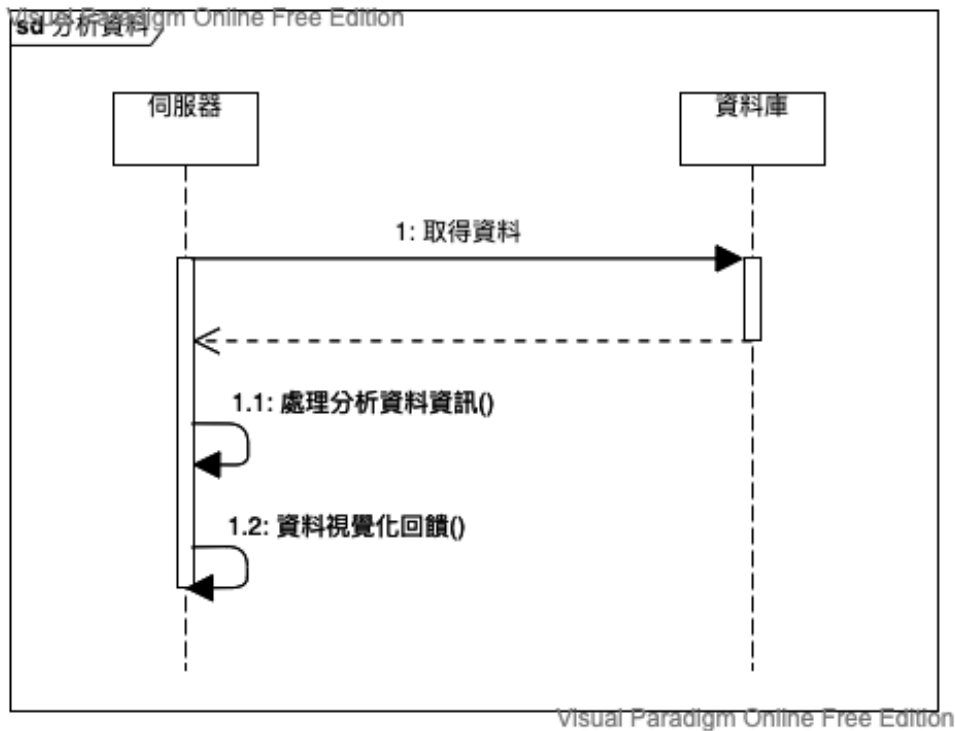 Visual Paradigm Online Free Edition
sd 分析資料
伺服器
資料庫
1: 取得資料
1.1: 處理分析資料資訊()
1.2: 資料視覺化回饋()
Visual Paradigm Online Free Edition